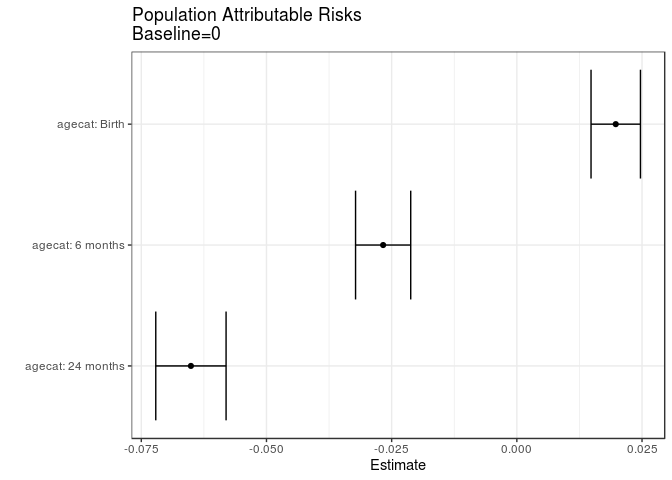 Population Attributable Risks
Baseline=0
agecat: Birth
agecat: 6 months
agecat: 24 months
-0.075 -0.050 -0.025 0.000 0.025
Estimate